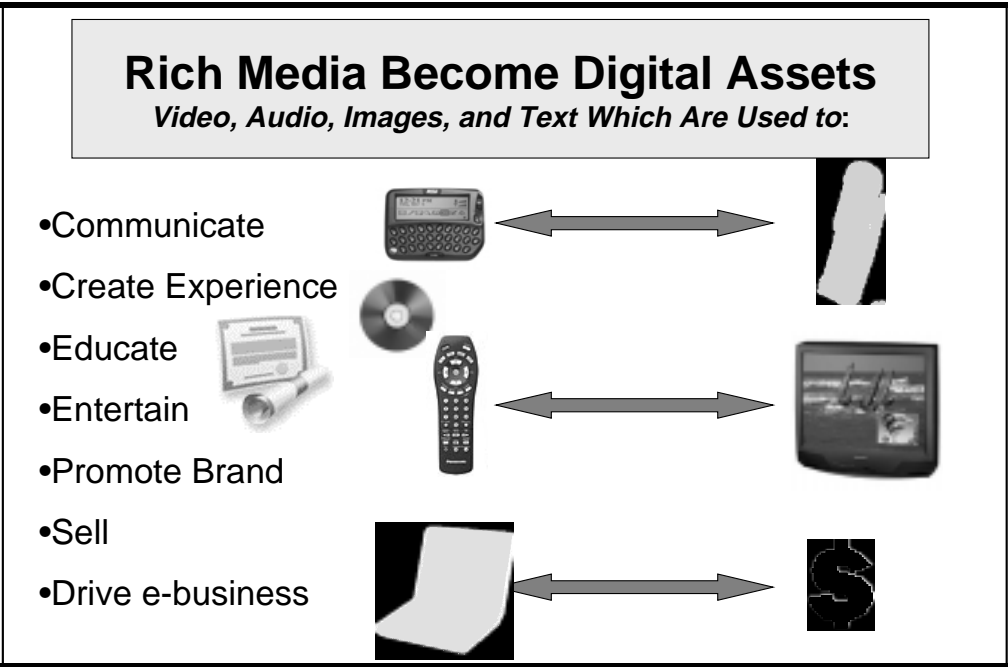 Rich Media Become Digital Assets
Video, Audio, Images, and Text Which Are Used to:
•Communicate
•Create Experience
•Educate
•Entertain
•Promote Brand
•Sell
•Drive e-business